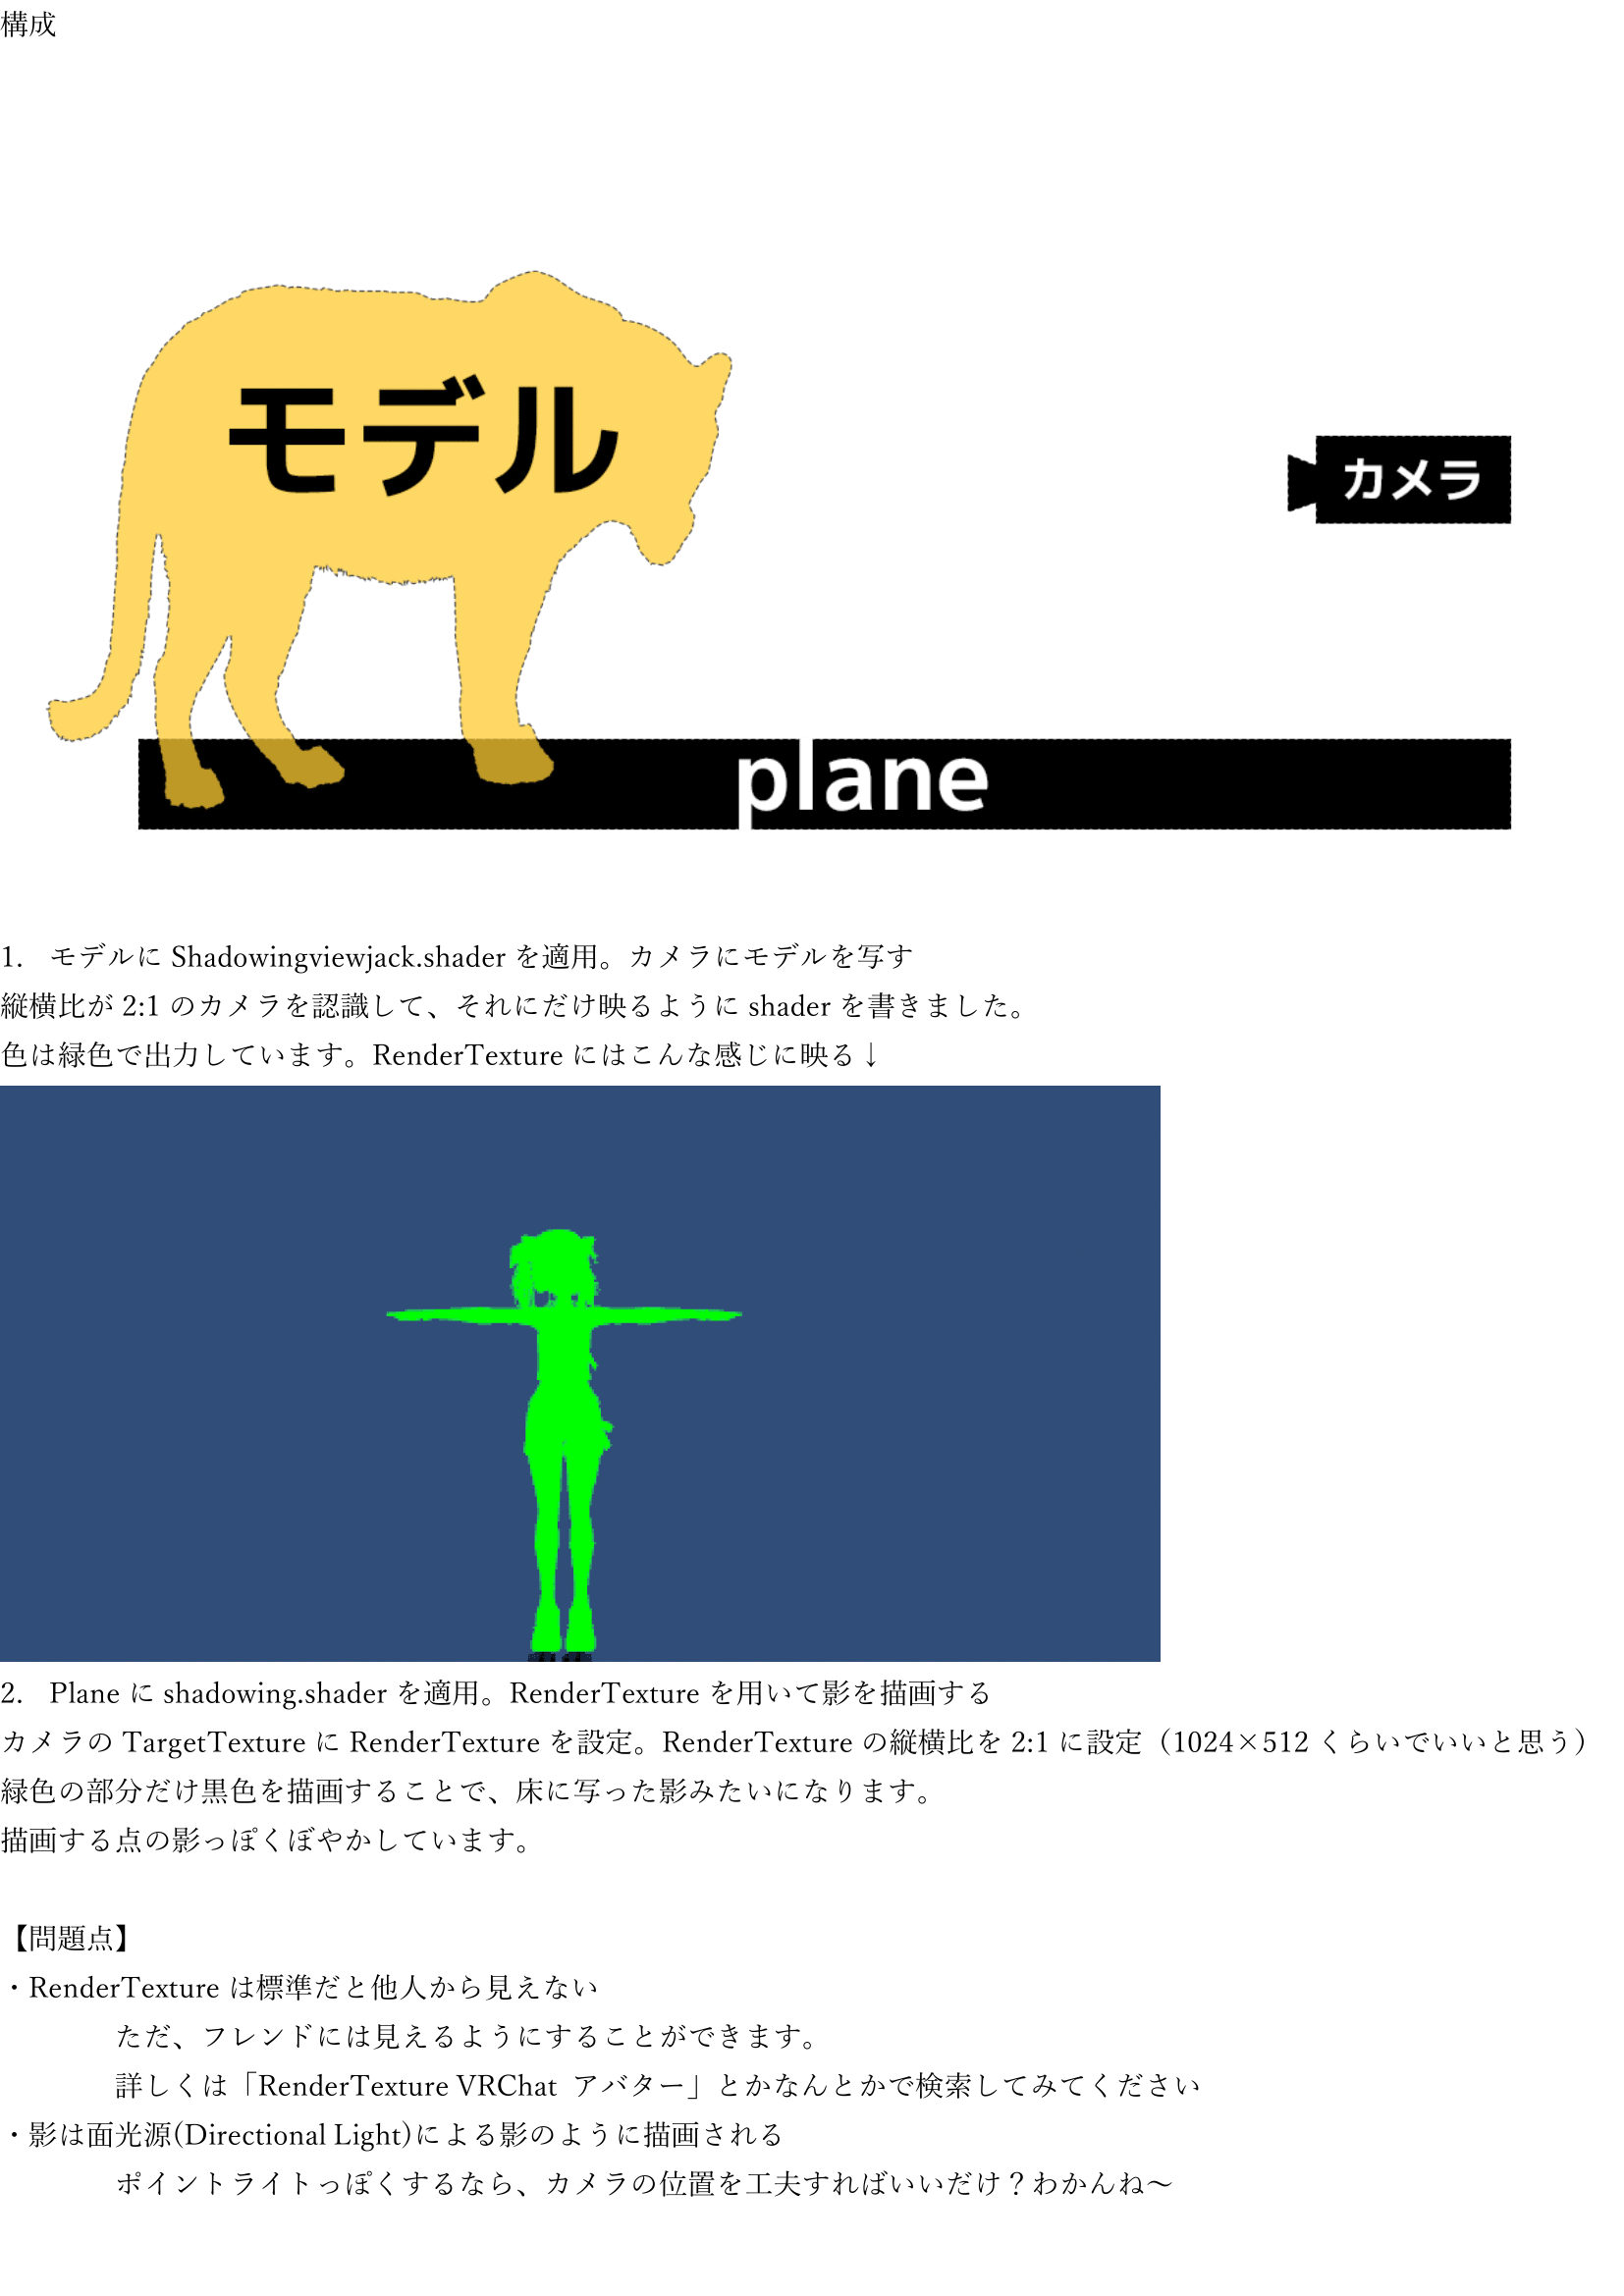 構成
モデル
カメラ
plane
1. モデルに Shadowingviewjack.shader を適用。カメラにモデルを写す
縦横比が 2:1 のカメラを認識して、それにだけ映るように shader を書きました。
色は緑色で出力しています。RenderTexture にはこんな感じに映る↓
2. Plane に shadowing.shader を適用。RenderTexture を用いて影を描画する
カメラの TargetTexture に RenderTexture を設定。RenderTexture の縦横比を 2:1 に設定（1024×512 くらいでいいと思う）
緑色の部分だけ黒色を描画することで、床に写った影みたいになります。
描画する点の影っぽくぼやかしています。
【問題点】
・RenderTexture は標準だと他人から見えない
ただ、フレンドには見えるようにすることができます。
詳しくは「RenderTexture VRChat アバター」とかなんとかで検索してみてください
・影は面光源(Directional Light)による影のように描画される
ポイントライトっぽくするなら、カメラの位置を工夫すればいいだけ？わかんね～